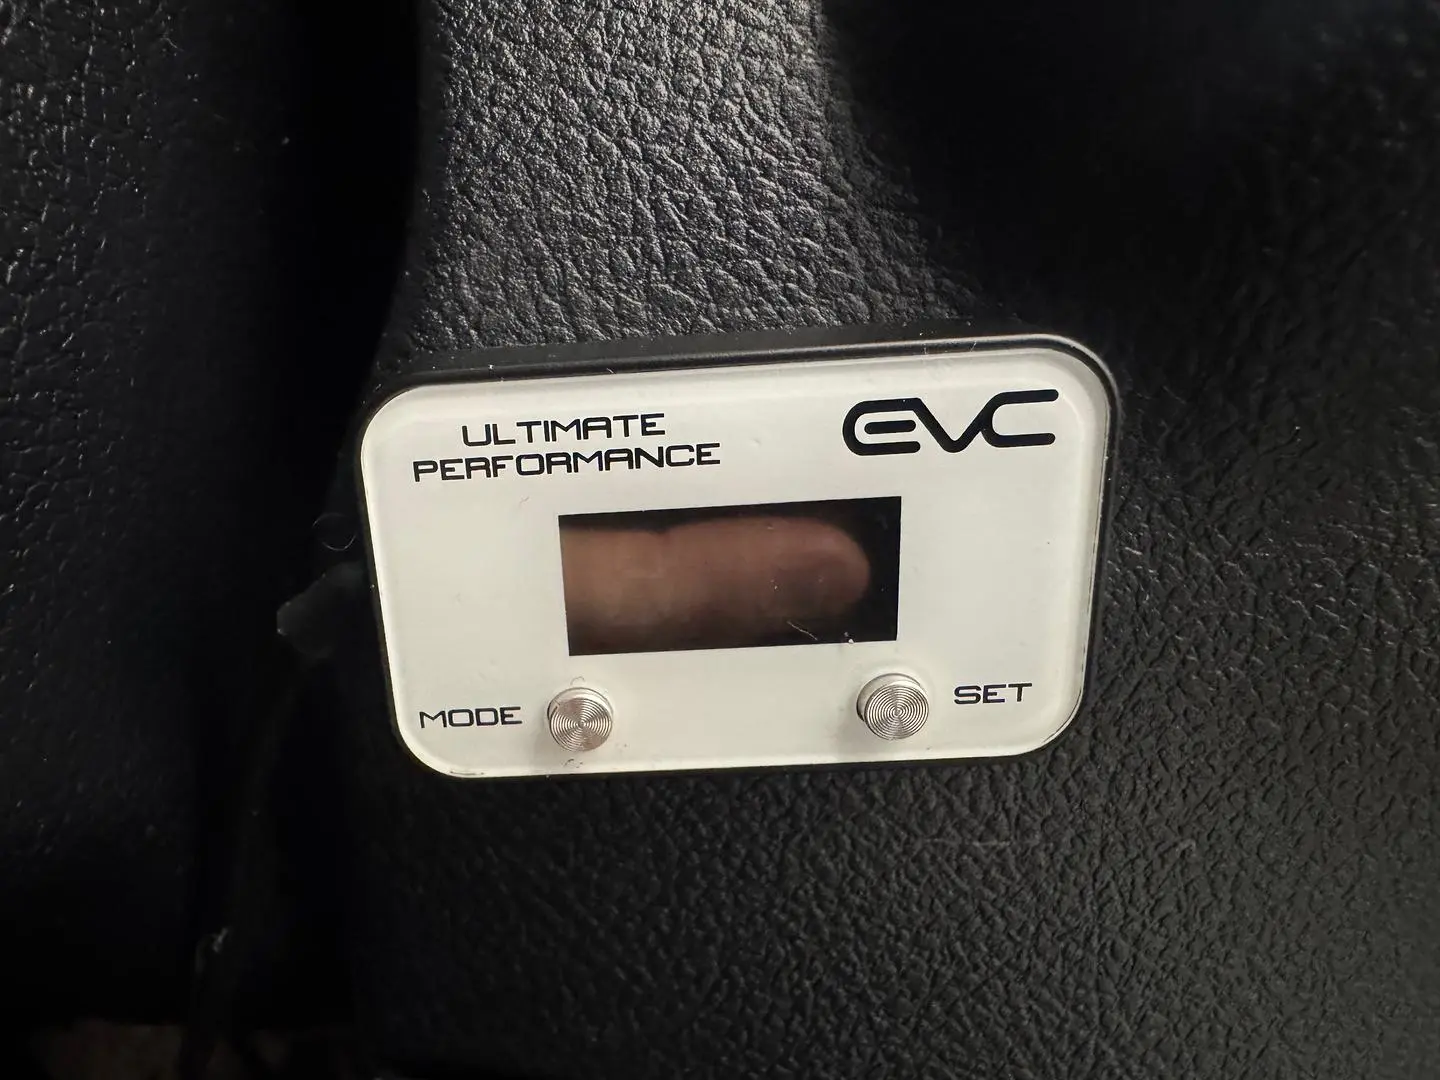 ULTIMATE
PERFORMANCE
EVC
MODE
SET